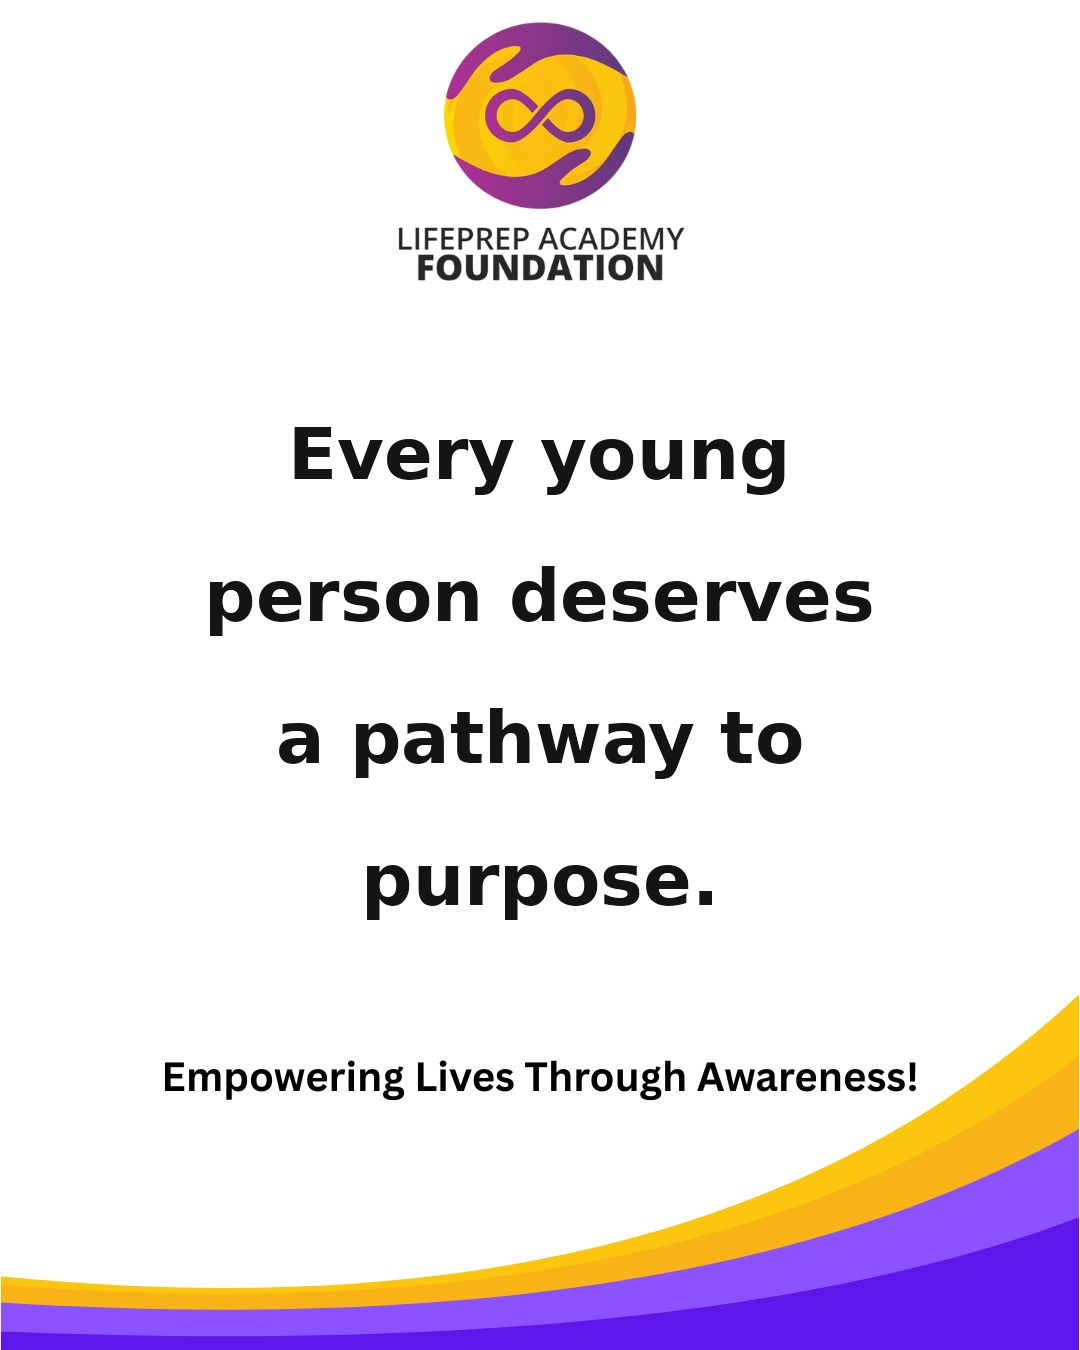 LIFEPREP ACADEMY
FOUNDATION
Every young
person deserves
a pathway to
purpose.
Empowering Lives Through Awareness!